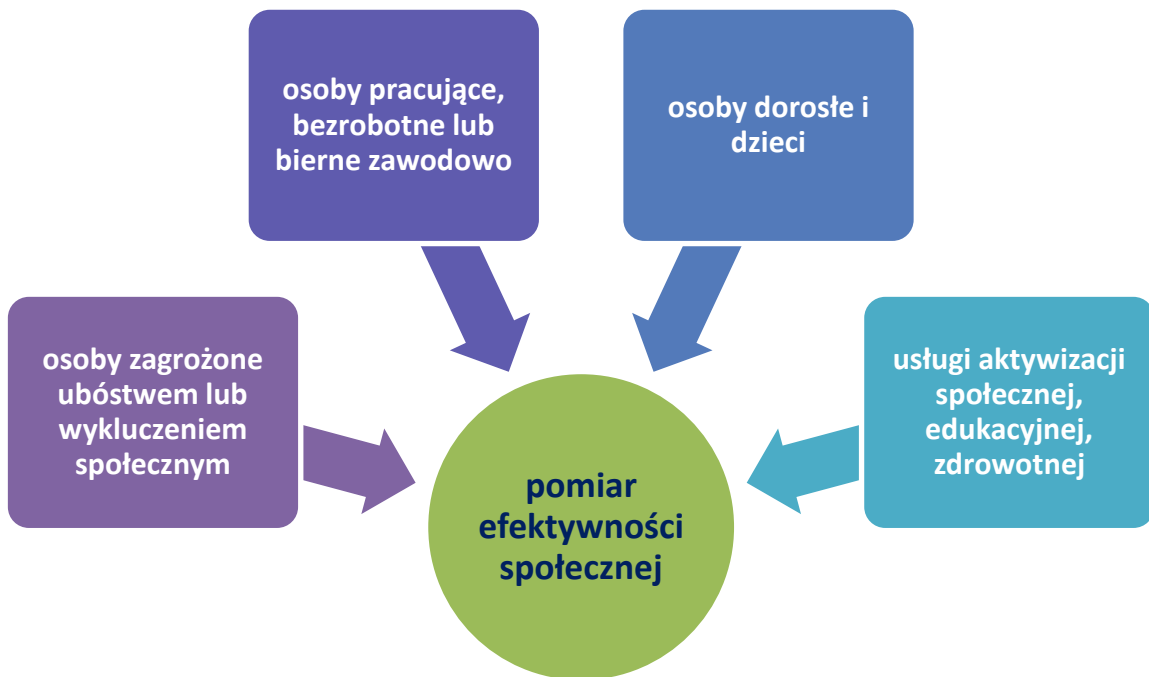 osoby pracujące,
bezrobotne lub
bierne zawodowo
osoby dorosłe i
dzieci
osoby zagrożone
ubóstwem lub
wykluczeniem
społecznym
usługi aktywizacji
społecznej,
edukacyjnej,
zdrowotnej
pomiar
efektywności
społecznej